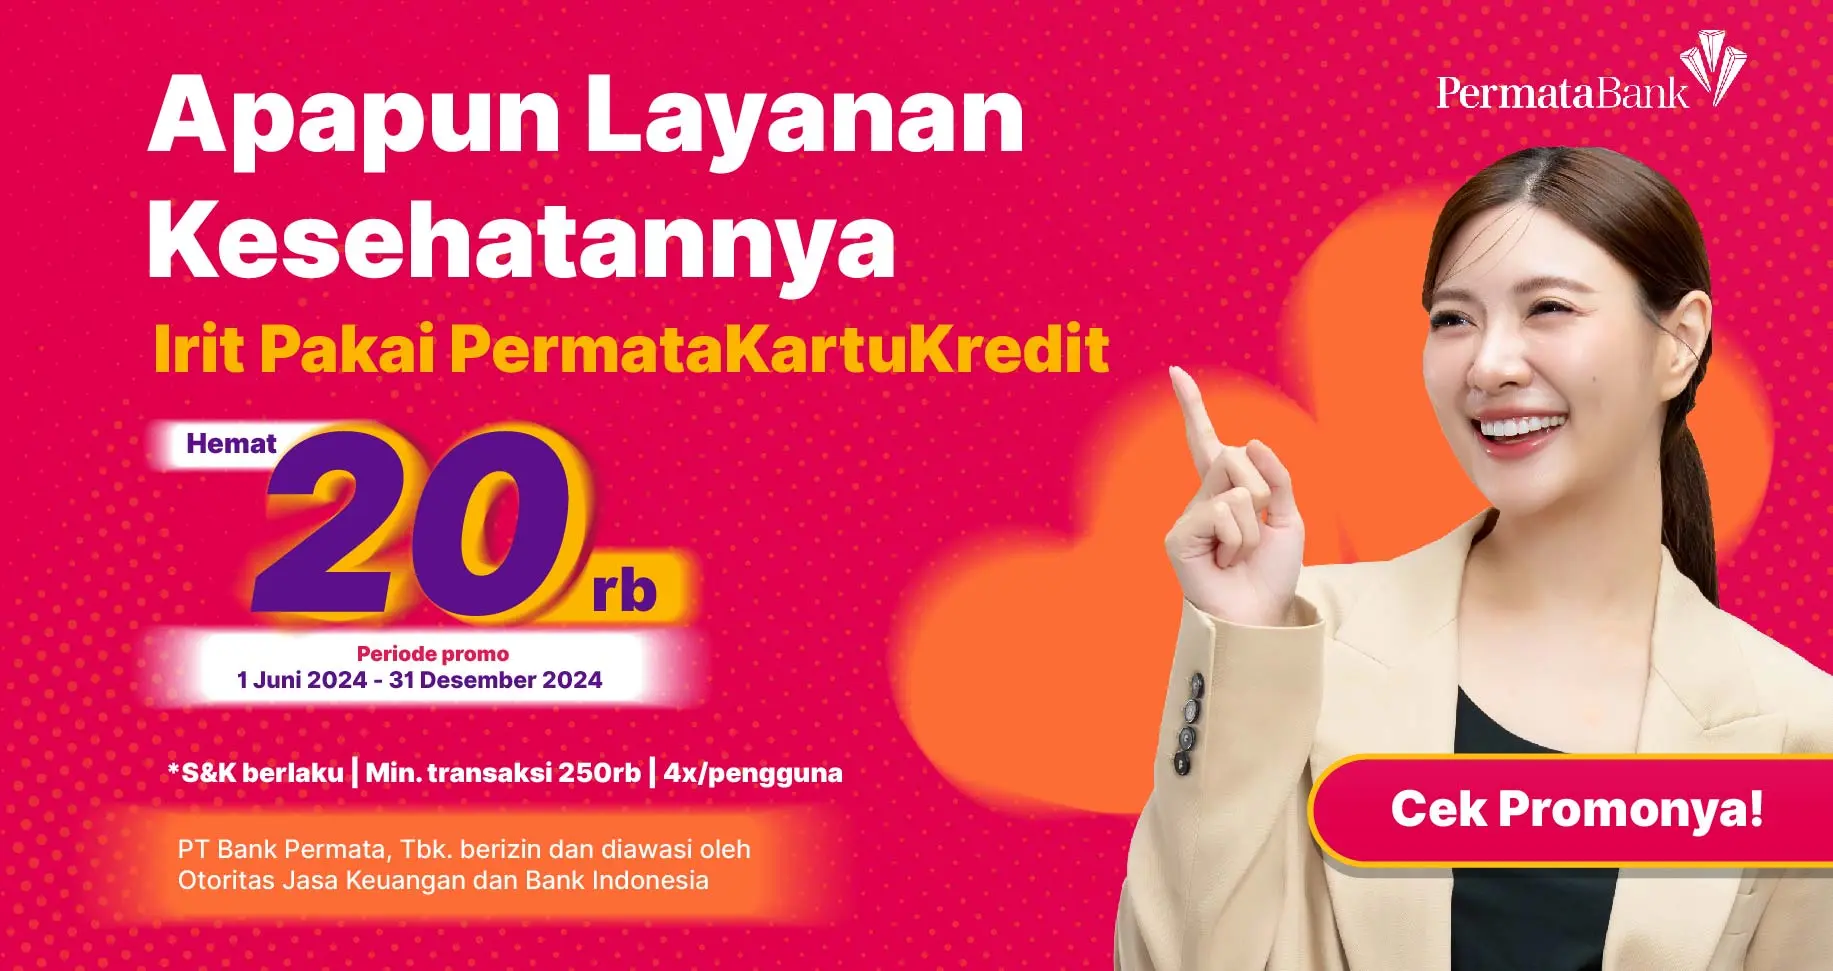 PermataBank
Apapun Layanan
Kesehatannya
Irit Pakai PermataKartuKredit
Hemat
20 rb
Periode promo
1 Juni 2024 - 31 Desember 2024
*S&K berlaku | Min. transaksi 250rb | 4x/pengguna
PT Bank Permata, Tbk. berizin dan diawasi oleh
Otoritas Jasa Keuangan dan Bank Indonesia
Cek Promonya!